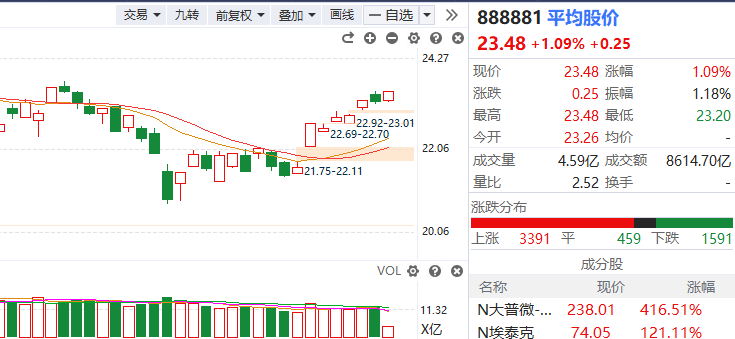 交易 九转 前复权 叠加 画线 一 自选
888881 平均股价
23.48 +1.09% +0.25
24.27
22.92-23.01
22.69-22.70
22.06
21.75-22.11
20.06
现价 23.48 涨幅 1.09%
涨跌 0.25 振幅 1.18%
最高 23.48 最低 23.20
今开 23.26 均价 -
成交量 4.59亿 成交额 8614.70亿
量比 2.52 换手 -
涨跌分布
上涨 3391 平 459 下跌 1591
成分股
名称 现价 涨幅
N大普微-... 238.01 416.51%
N埃泰克 74.05 121.11%
VOL
11.32
X亿